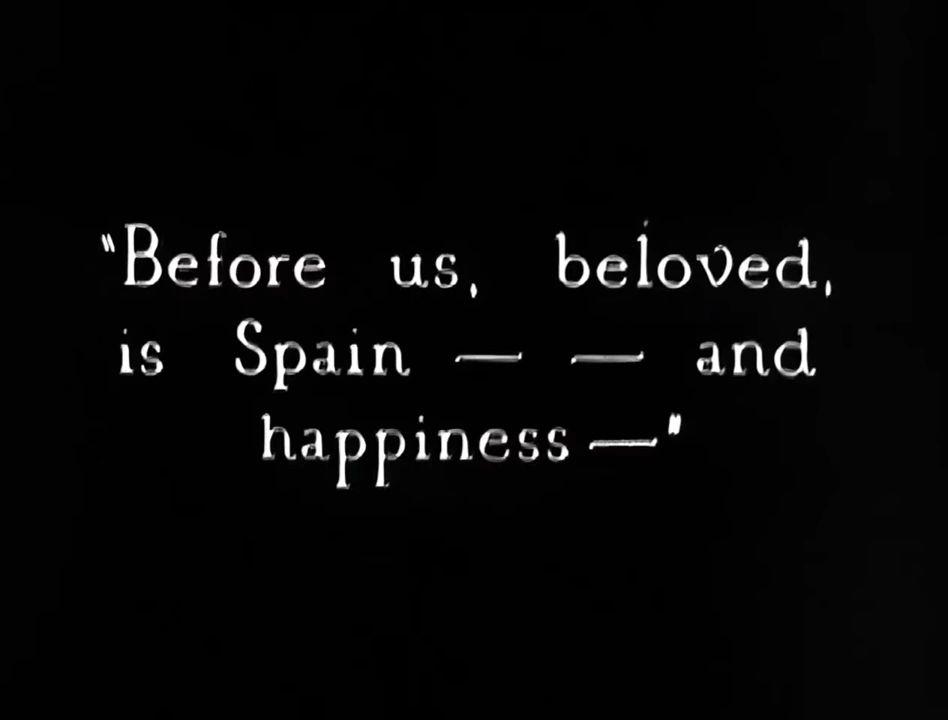 "Before us, beloved,
is Spain — — and
happiness —"